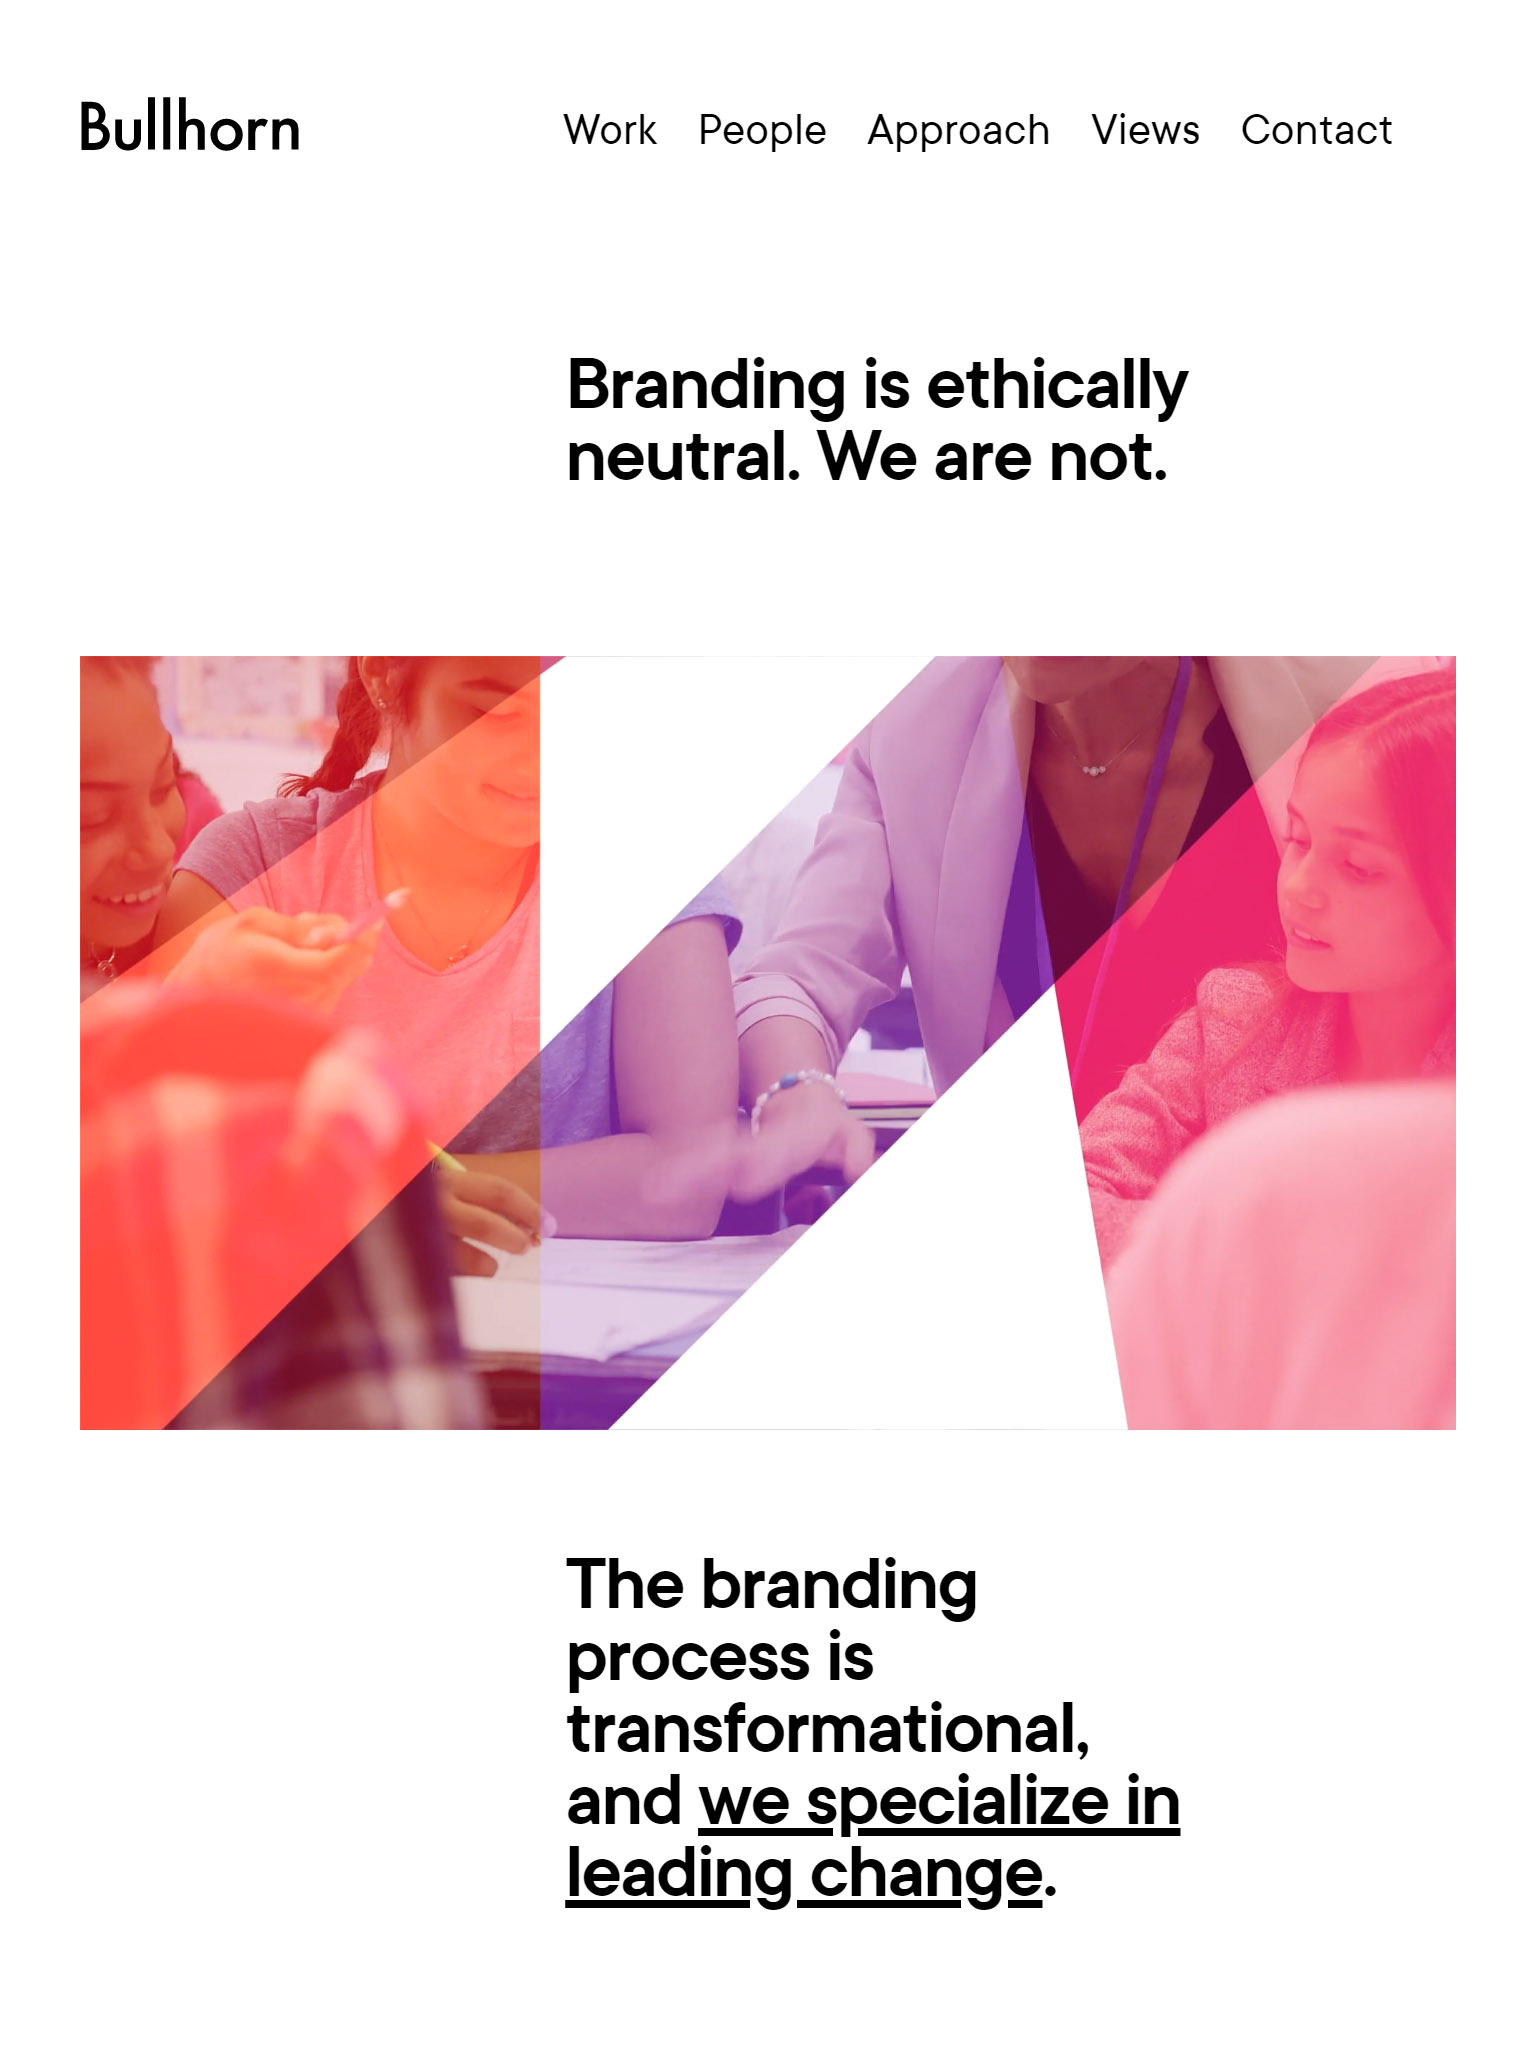 Bullhorn
Work People Approach Views Contact
Branding is ethically
neutral. We are not.
The branding
process is
transformational,
and we specialize in
leading change.